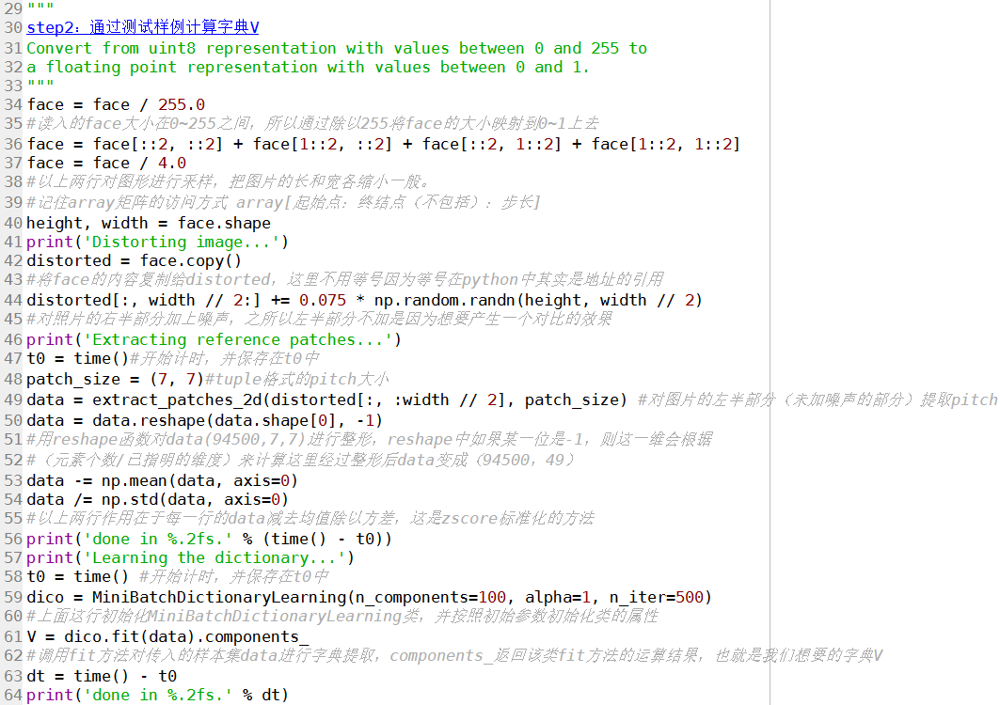 29 """
30 step2：通过测试样例计算字典V
31 Convert from uint8 representation with values between 0 and 255 to
32 a floating point representation with values between 0 and 1.
33 """
34 face = face / 255.0
35 #读入的face大小在0~255之间，所以通过除以255将face的大小映射到0~1上去
36 face = face[::2, ::2] + face[1::2, ::2] + face[::2, 1::2] + face[1::2, 1::2]
37 face = face / 4.0
38 #以上两行对图形进行采样，把图片的长和宽各缩小一般。
39 #记住array矩阵的访问方式 array[起始点：终结点（不包括）：步长]
40 height, width = face.shape
41 print('Distorting image...')
42 distorted = face.copy()
43 #将face的内容复制给distorted，这里不用等号因为等号在python中其实是地址的引用
44 distorted[:, width // 2:] += 0.075 * np.random.randn(height, width // 2)
45 #对照片的右半部分加上噪声，之所以左半部分不加是因为想要产生一个对比的效果
46 print('Extracting reference patches...')
47 t0 = time()#开始计时，并保存在t0中
48 patch_size = (7, 7)#tuple格式的pitch大小
49 data = extract_patches_2d(distorted[:, :width // 2], patch_size) #对图片的左半部分（未加噪声的部分）提取pitch
50 data = data.reshape(data.shape[0], -1)
51 #用reshape函数对data(94500,7,7)进行整形，reshape中如果某一位是-1，则这一维会根据
52 #（元素个数/已指明的维度）来计算这里经过整形后data变成（94500，49）
53 data -= np.mean(data, axis=0)
54 data /= np.std(data, axis=0)
55 #以上两行作用在于每一行的data减去均值除以方差，这是zscore标准化的方法
56 print('done in %.2fs.' % (time() - t0))
57 print('Learning the dictionary...')
58 t0 = time() #开始计时，并保存在t0中
59 dico = MiniBatchDictionaryLearning(n_components=100, alpha=1, n_iter=500)
60 #上面这行初始化MiniBatchDictionaryLearning类，并按照初始参数初始化类的属性
61 V = dico.fit(data).components_
62 #调用fit方法对传入的样本集data进行字典提取，components_返回该类fit方法的运算结果，也就是我们想要的字典V
63 dt = time() - t0
64 print('done in %.2fs.' % dt)